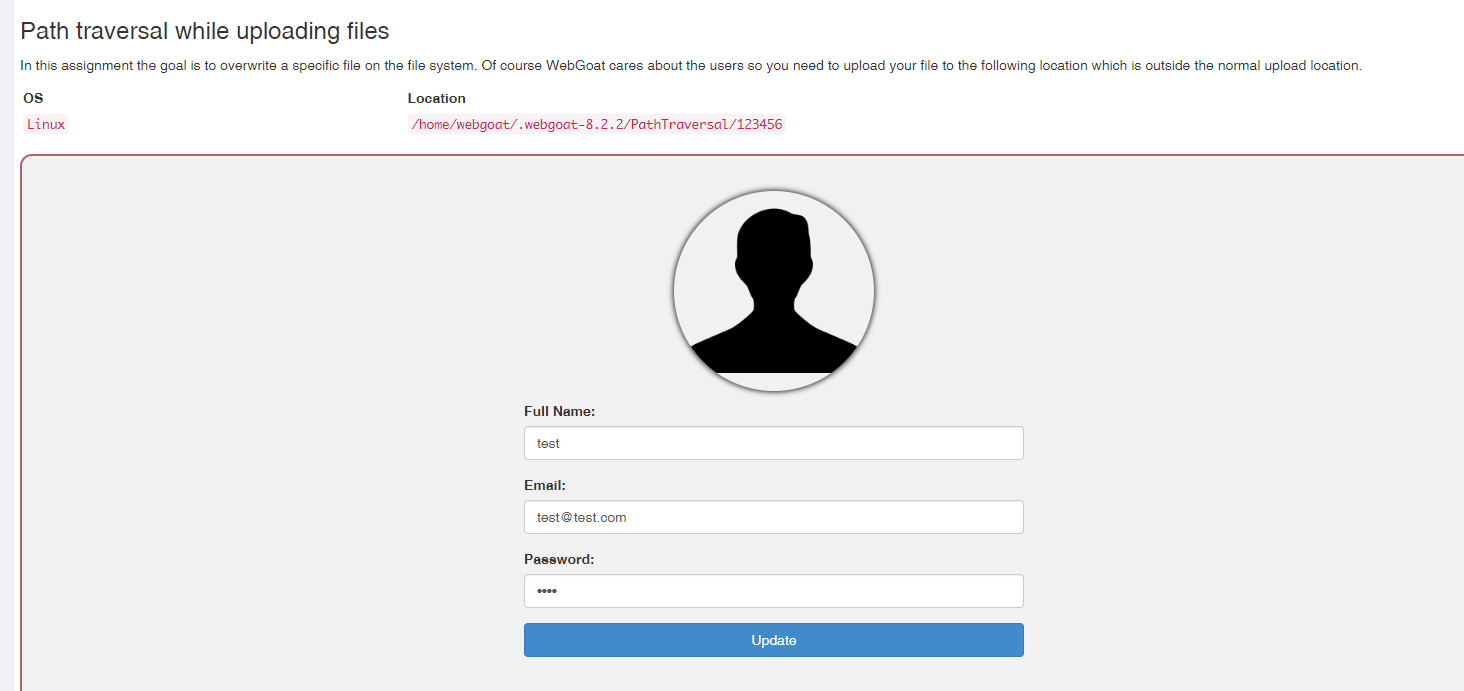 Path traversal while uploading files
In this assignment the goal is to overwrite a specific file on the file system. Of course WebGoat cares about the users so you need to upload your file to the following location which is outside the normal upload location.
OS Location
Linux /home/webgoat/.webgoat-8.2.2/PathTraversal/123456
Full Name:
test
Email:
test@test.com
Password:
••••
Update